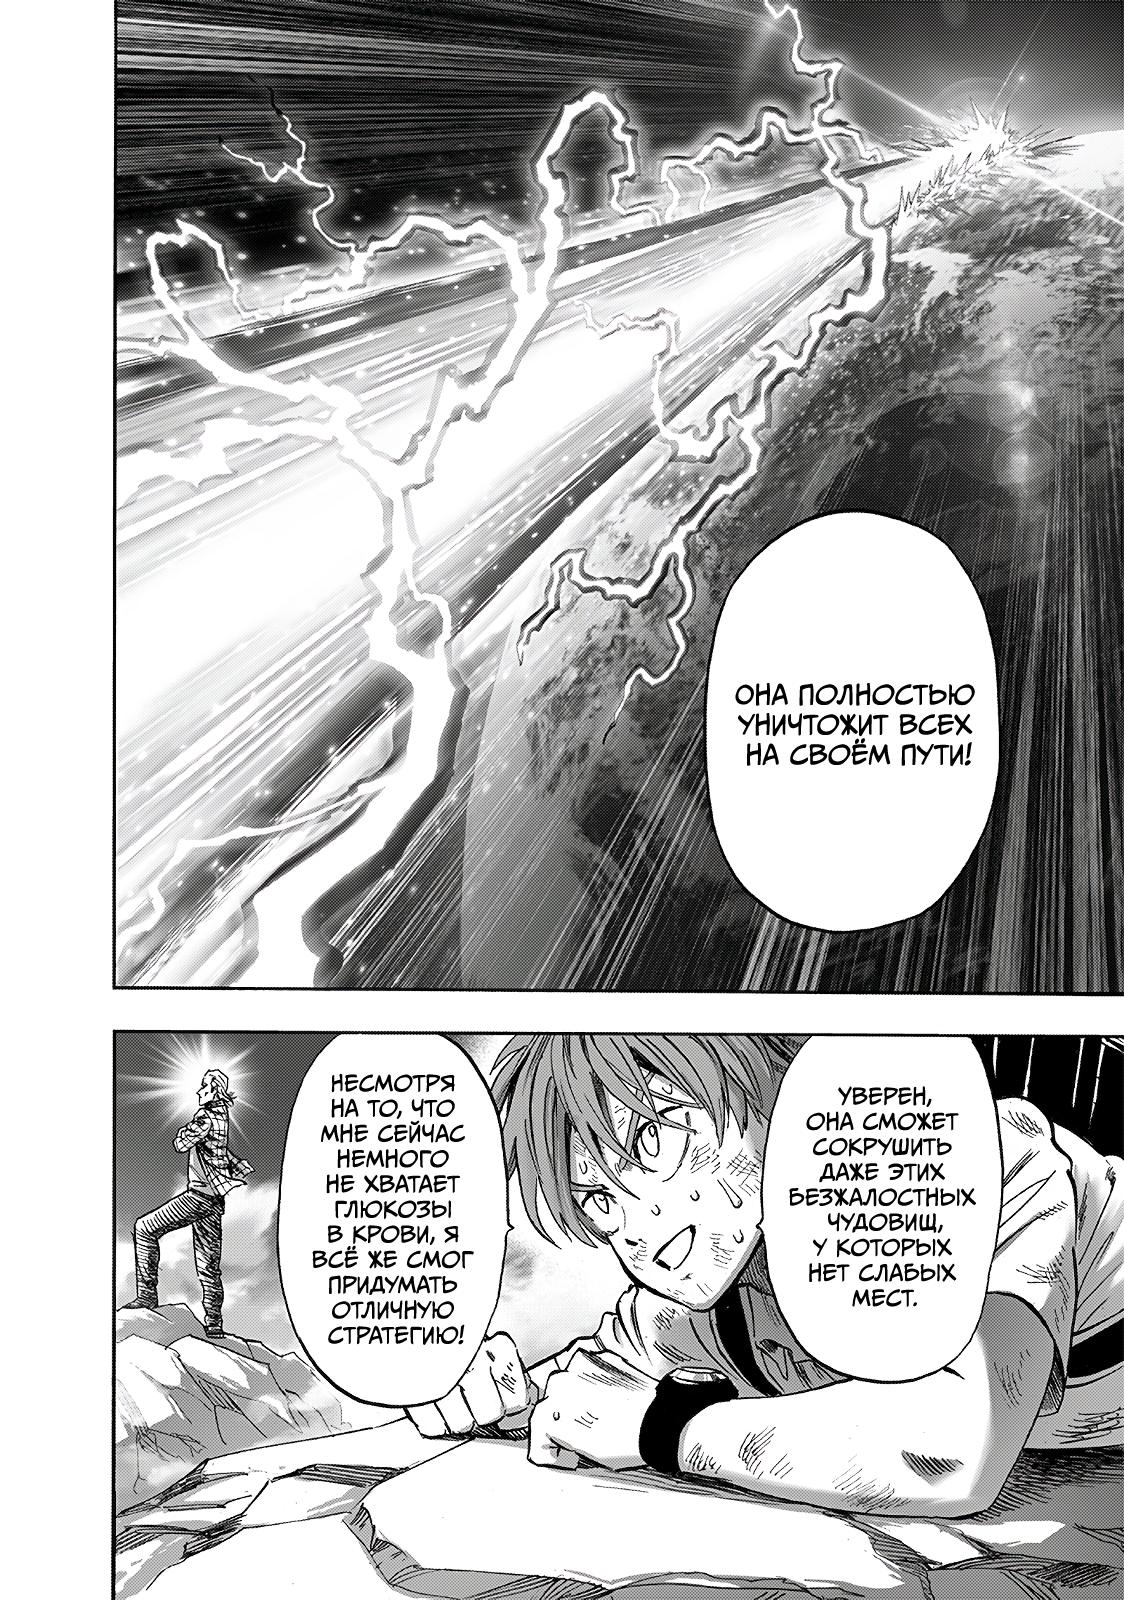 ОНА ПОЛНОСТЬЮ
УНИЧТОЖИТ ВСЕХ
НА СВОЁМ ПУТИ!
УВЕРЕН,
ОНА СМОЖЕТ
СОКРУШИТЬ
ДАЖЕ ЭТИХ
БЕЗЖАЛОСТНЫХ
ЧУДОВИЩ,
У КОТОРЫХ
НЕТ СЛАБЫХ
МЕСТ.
НЕСМОТРЯ
НА ТО, ЧТО
МНЕ СЕЙЧАС
НЕМНОГО
НЕ ХВАТАЕТ
ГЛЮКОЗЫ
В КРОВИ, Я
ВСЁ ЖЕ СМОГ
ПРИДУМАТЬ
ОТЛИЧНУЮ
СТРАТЕГИЮ!